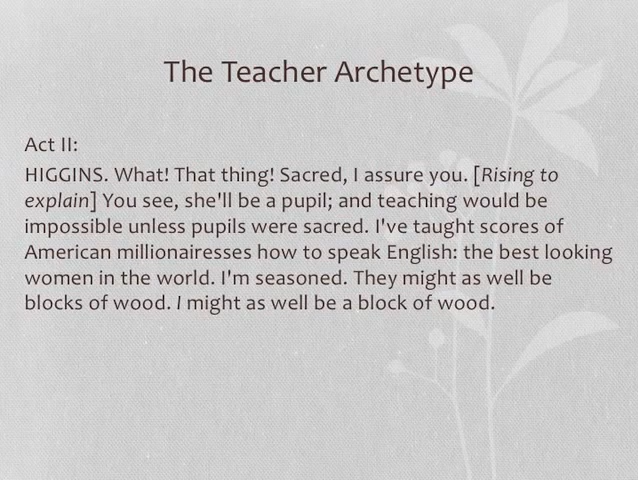 The Teacher Archetype
Act II:
HIGGINS. What! That thing! Sacred, I assure you. [Rising to
explain] You see, she'll be a pupil; and teaching would be
impossible unless pupils were sacred. I've taught scores of
American millionairesses how to speak English: the best looking
women in the world. I'm seasoned. They might as well be
blocks of wood. I might as well be a block of wood.